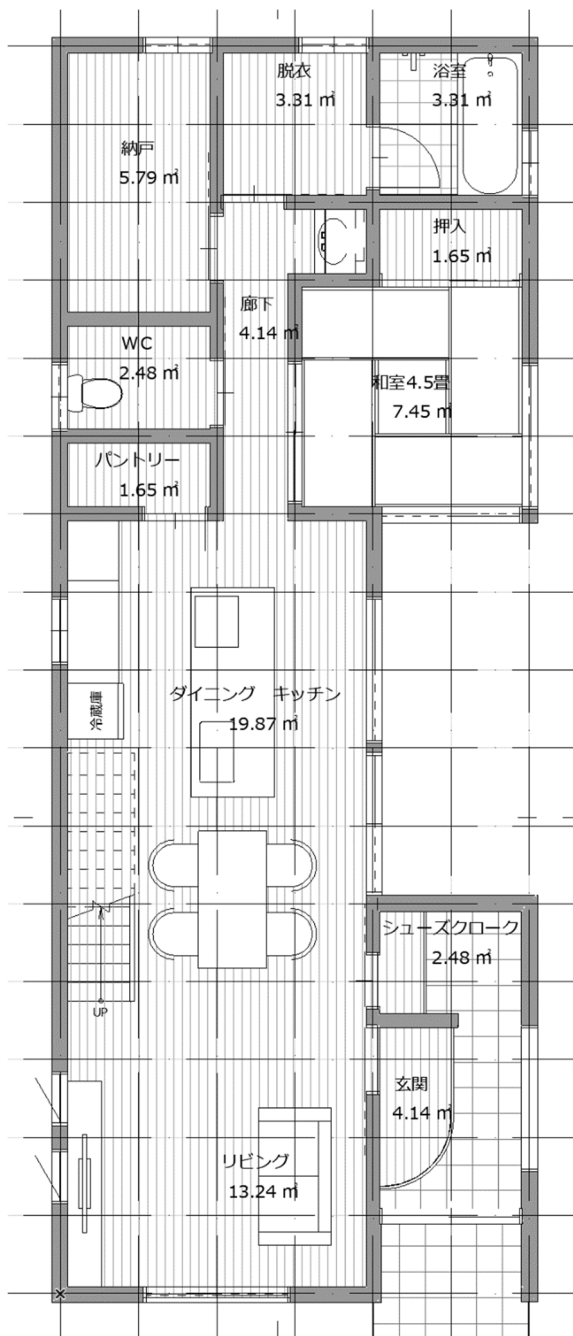 脱衣
3.31 ㎡
浴室
3.31 ㎡
納戸
5.79 ㎡
押入
1.65 ㎡
廊下
4.14 ㎡
WC
2.48 ㎡
和室4.5畳
7.45 ㎡
パントリー
1.65 ㎡
冷蔵庫
ダイニング キッチン
19.87 ㎡
シューズクローク
2.48 ㎡
UP
玄関
4.14 ㎡
リビング
13.24 ㎡